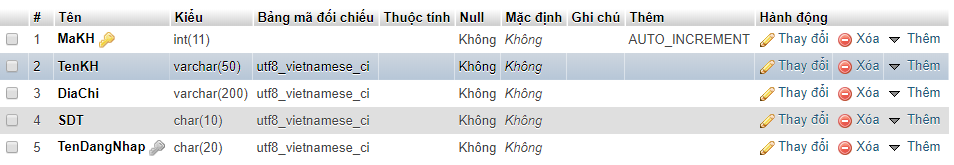 # Tên Kiểu Bảng mã đối chiếu Thuộc tính Null Mặc định Ghi chú Thêm Hành động
1 MaKH int(11) Không Không AUTO_INCREMENT Thay đổi Xóa Thêm
2 TenKH varchar(50) utf8_vietnamese_ci Không Không Thay đổi Xóa Thêm
3 DiaChi varchar(200) utf8_vietnamese_ci Không Không Thay đổi Xóa Thêm
4 SDT char(10) utf8_vietnamese_ci Không Không Thay đổi Xóa Thêm
5 TenDangNhap char(20) utf8_vietnamese_ci Không Không Thay đổi Xóa Thêm